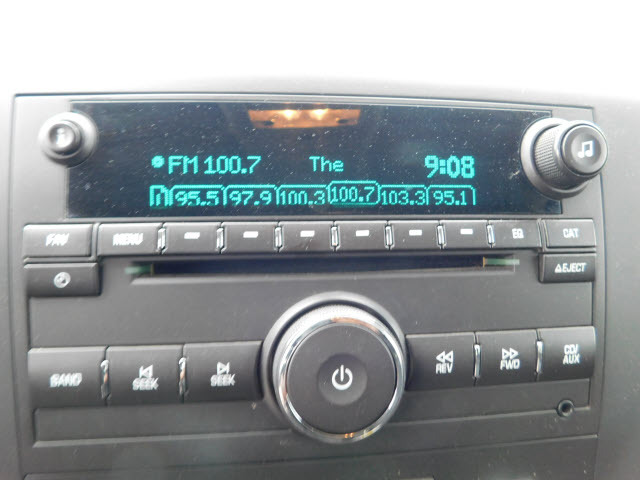 FM 100.7 The 9:08
1 95.5 97.9 100.3 100.7 103.3 95.1
FAV MENU EQ CAT
EJECT
BAND SEEK SEEK REV FWD CD/AUX